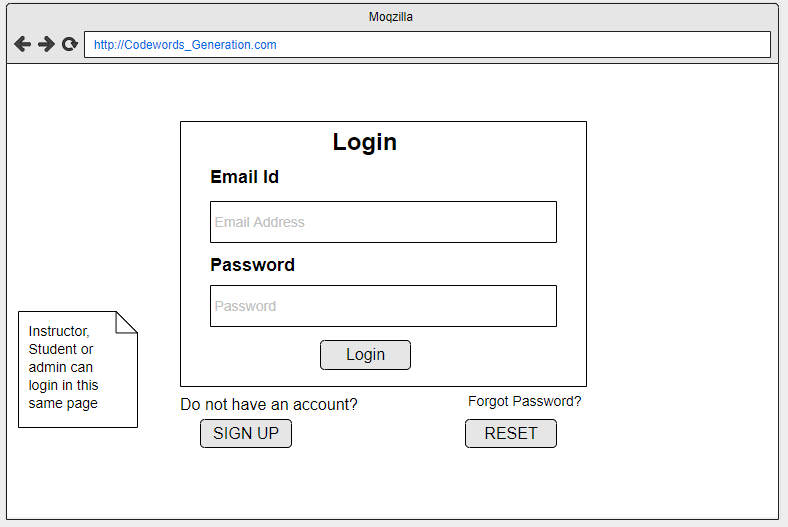 Moqzilla
http://Codewords_Generation.com
Login
Email Id
Email Address
Password
Password
Login
Instructor,
Student or
admin can
login in this
same page
Do not have an account?
Forgot Password?
SIGN UP
RESET